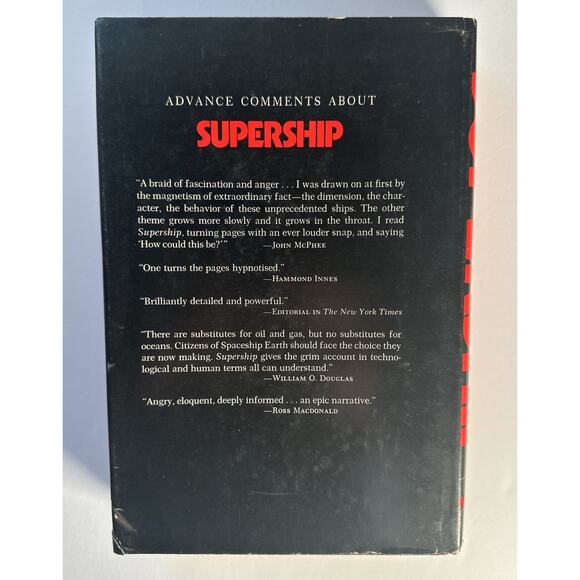 ADVANCE COMMENTS ABOUT
SUPERSHIP
“A braid of fascination and anger . . . I was drawn on at first by
the magnetism of extraordinary fact—the dimension, the char-
acter, the behavior of these unprecedented ships. The other
theme grows more slowly and it grows in the throat. I read
Supership, turning pages with an ever louder snap, and saying
‘How could this be?’” —JOHN MCPHEE
“One turns the pages hypnotised.”
—HAMMOND INNES
“Brilliantly detailed and powerful.”
—EDITORIAL IN The New York Times
“There are substitutes for oil and gas, but no substitutes for
oceans. Citizens of Spaceship Earth should face the choice they
are now making. Supership gives the grim account in techno-
logical and human terms all can understand.”
—WILLIAM O. DOUGLAS
“Angry, eloquent, deeply informed . . . an epic narrative.”
—ROSS MACDONALD